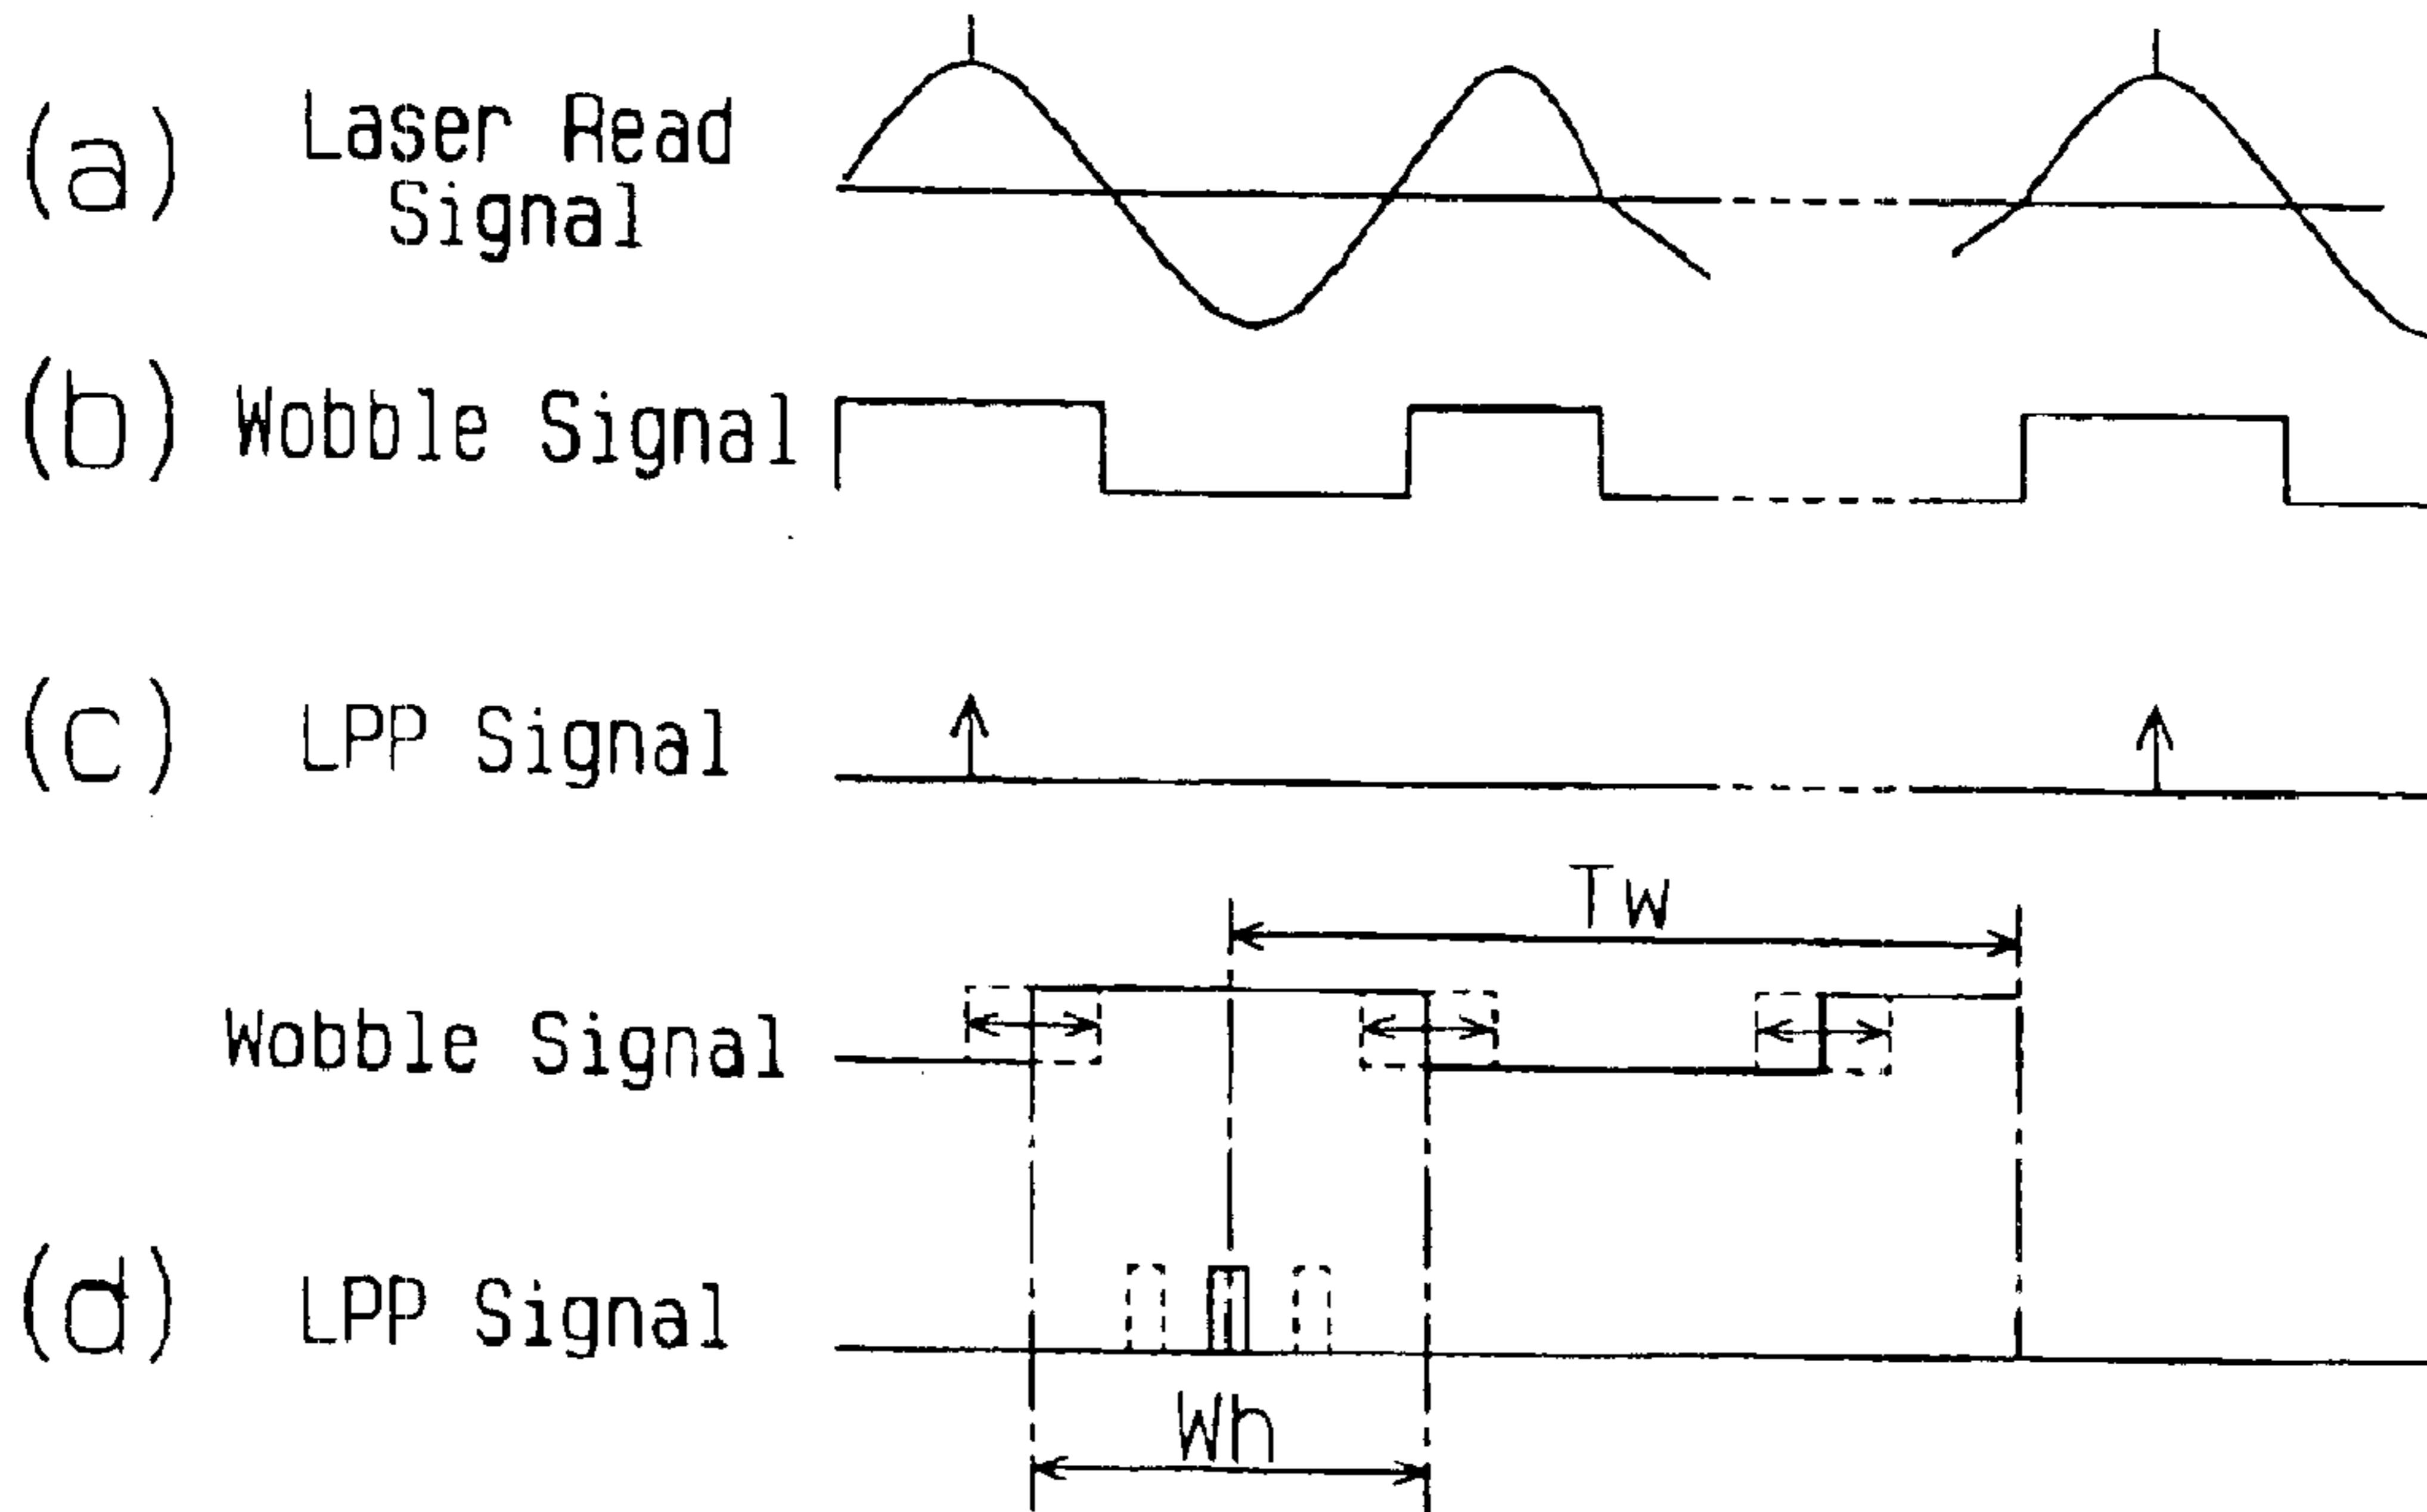 (a) Laser Read
Signal
(b) Wobble Signal
(c) LPP Signal
Tw
Wobble Signal
(d) LPP Signal
Wh